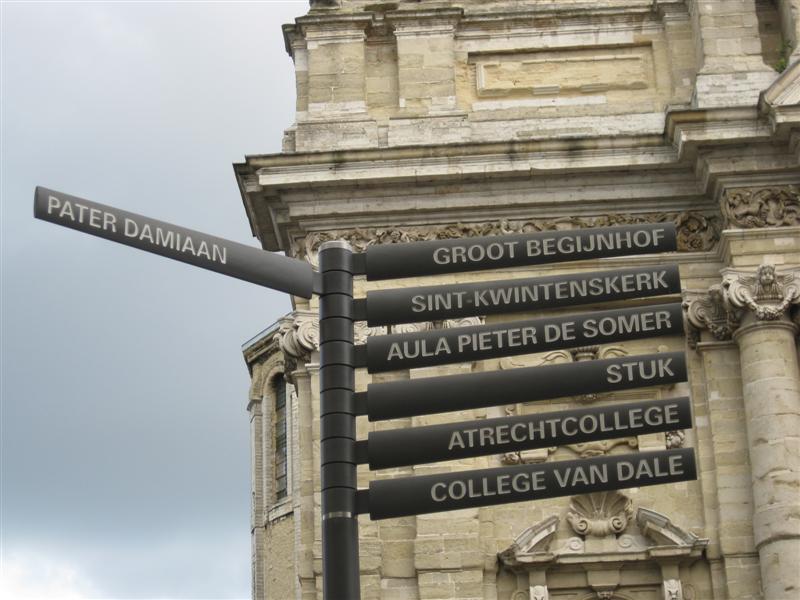 PATER DAMIAAN
GROOT BEGIJNHOF
SINT-KWINTENSKERK
AULA PIETER DE SOMER
STUK
ATRECHTCOLLEGE
COLLEGE VAN DALE